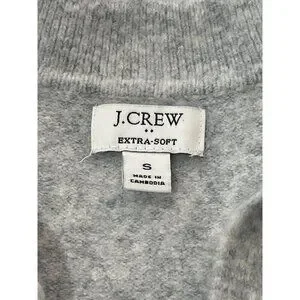 J.CREW
EXTRA-SOFT
S
MADE IN
CAMBODIA